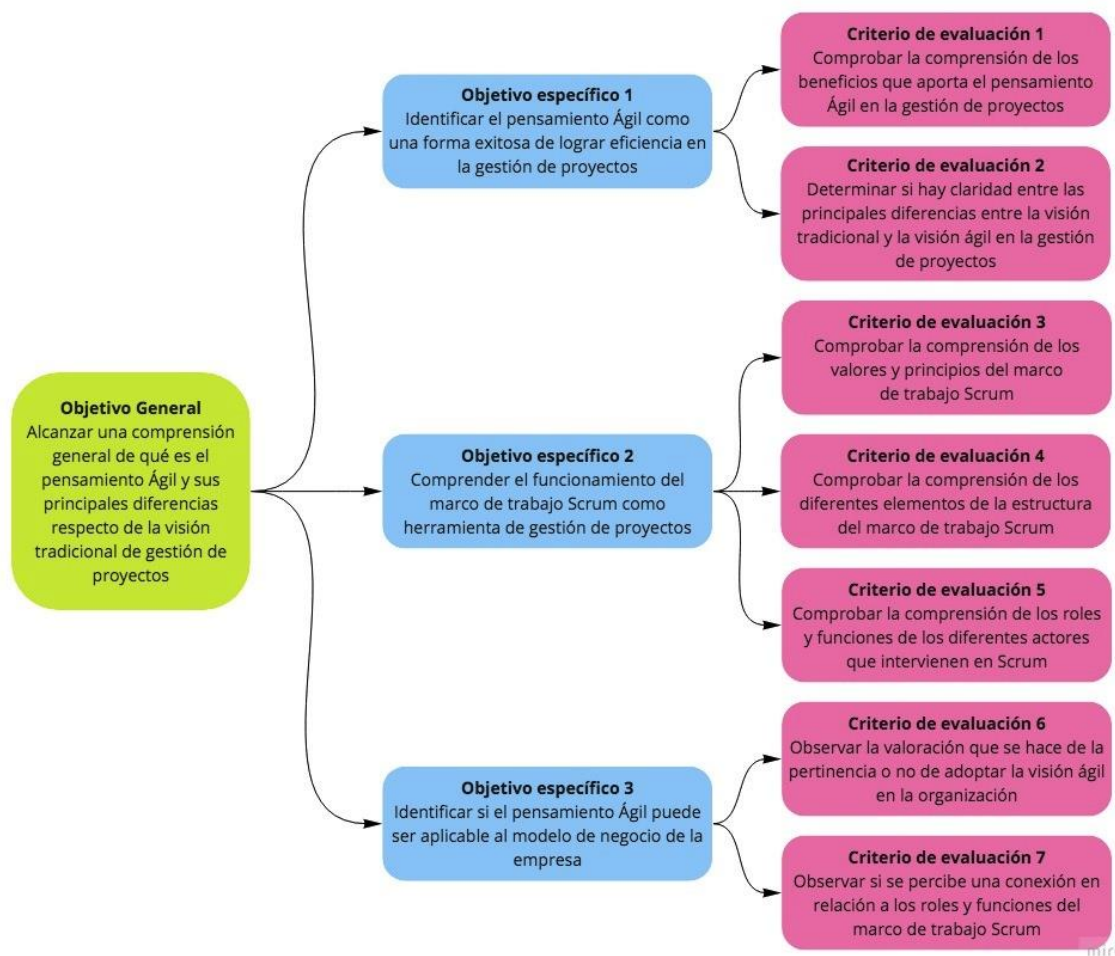 Objetivo General
Alcanzar una comprensión
general de qué es el
pensamiento Ágil y sus
principales diferencias
respecto de la visión
tradicional de gestión de
proyectos
Objetivo específico 1
Identificar el pensamiento Ágil como
una forma exitosa de lograr eficiencia en
la gestión de proyectos
Criterio de evaluación 1
Comprobar la comprensión de los
beneficios que aporta el pensamiento
Ágil en la gestión de proyectos
Criterio de evaluación 2
Determinar si hay claridad entre las
principales diferencias entre la visión
tradicional y la visión ágil en la gestión
de proyectos
Objetivo específico 2
Comprender el funcionamiento del
marco de trabajo Scrum como
herramienta de gestión de proyectos
Criterio de evaluación 3
Comprobar la comprensión de los
valores y principios del marco
de trabajo Scrum
Criterio de evaluación 4
Comprobar la comprensión de los
diferentes elementos de la estructura
del marco de trabajo Scrum
Criterio de evaluación 5
Comprobar la comprensión de los roles
y funciones de los diferentes actores
que intervienen en Scrum
Objetivo específico 3
Identificar si el pensamiento Ágil puede
ser aplicable al modelo de negocio de la
empresa
Criterio de evaluación 6
Observar la valoración que se hace de la
pertinencia o no de adoptar la visión ágil
en la organización
Criterio de evaluación 7
Observar si se percibe una conexión en
relación a los roles y funciones del
marco de trabajo Scrum